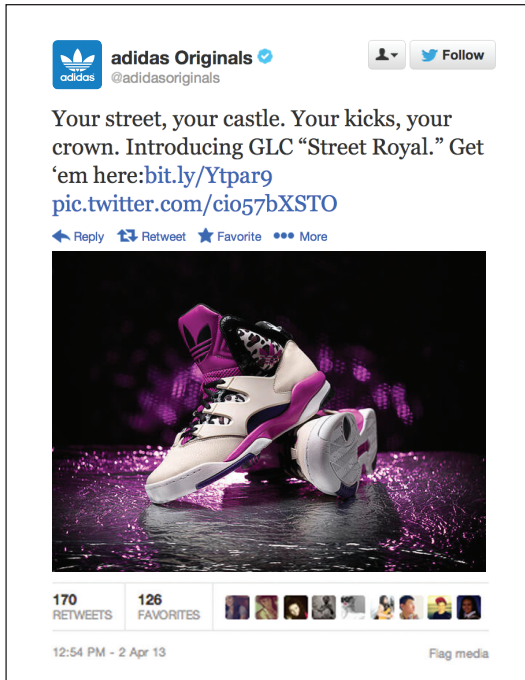 adidas
adidas Originals
Follow
@adidasoriginals
Your street, your castle. Your kicks, your
crown. Introducing GLC “Street Royal.” Get
‘em here:bit.ly/Ytpar9
pic.twitter.com/cio57bXSTO
Reply Retweet Favorite More
170 126
RETWEETS FAVORITES
12:54 PM - 2 Apr 13 Flag media